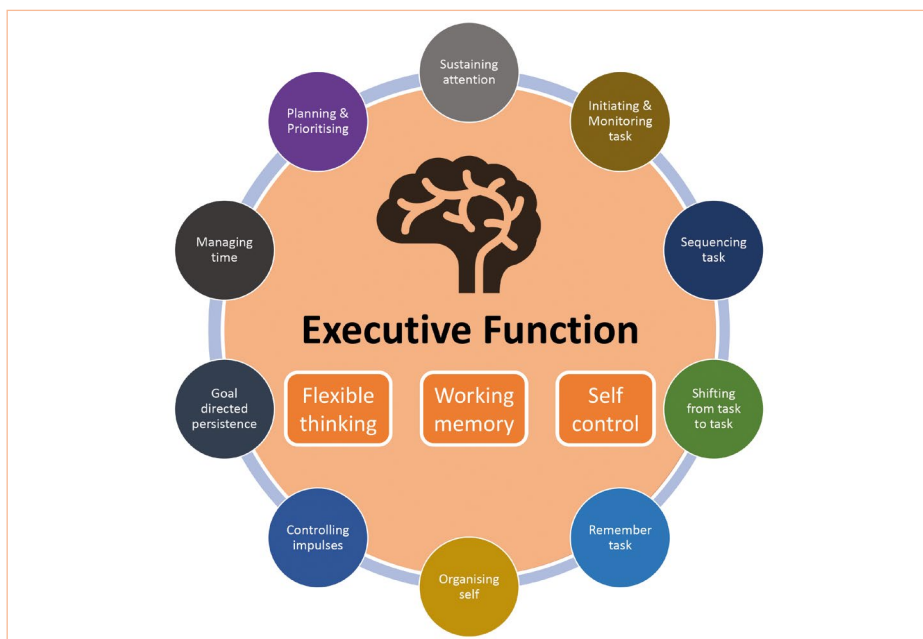 Sustaining
attention
Initiating &
Monitoring
task
Sequencing
task
Shifting
from task
to task
Remember
task
Organising
self
Controlling
impulses
Goal
directed
persistence
Managing
time
Planning &
Prioritising
Executive Function
Flexible
thinking
Working
memory
Self
control